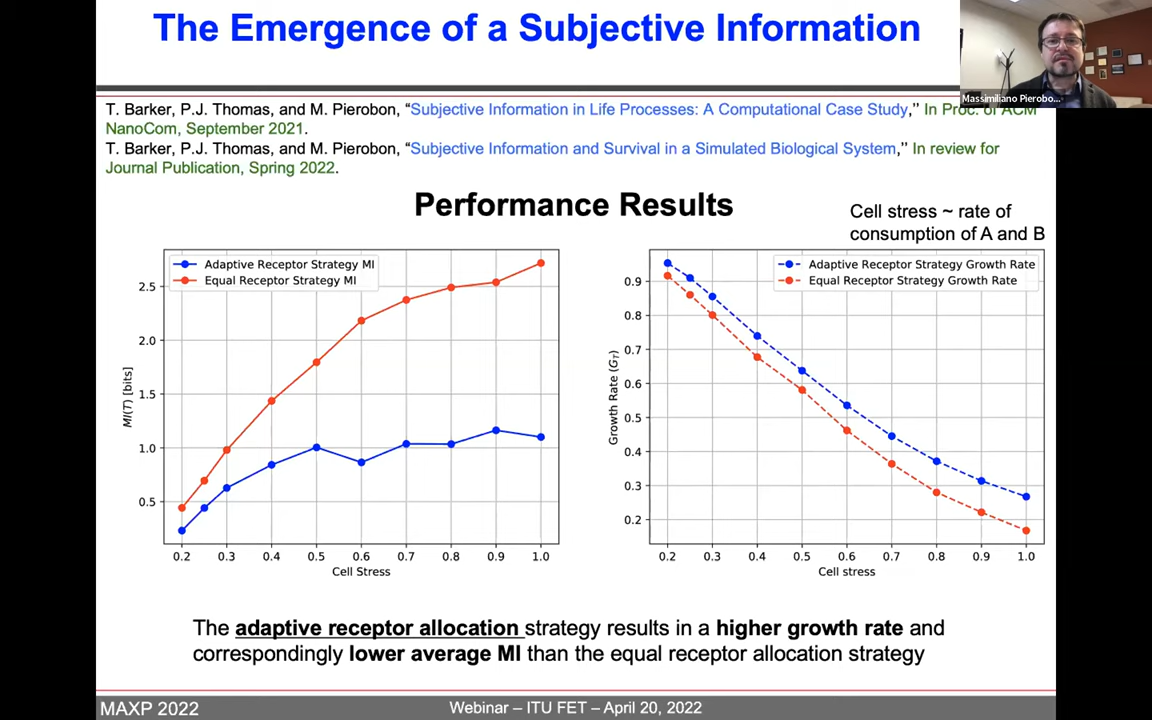 The Emergence of a Subjective Information
Massimiliano Pierobo...
T. Barker, P.J. Thomas, and M. Pierobon, “Subjective Information in Life Processes: A Computational Case Study,” In Proc. of ACM
NanoCom, September 2021.
T. Barker, P.J. Thomas, and M. Pierobon, “Subjective Information and Survival in a Simulated Biological System,” In review for
Journal Publication, Spring 2022.
Performance Results
Cell stress ~ rate of
consumption of A and B
Adaptive Receptor Strategy MI
Equal Receptor Strategy MI
2.5
2.0
1.5
1.0
0.5
MI(T) [bits]
0.2 0.3 0.4 0.5 0.6 0.7 0.8 0.9 1.0
Cell Stress
Adaptive Receptor Strategy Growth Rate
Equal Receptor Strategy Growth Rate
0.9
0.8
0.7
0.6
0.5
0.4
0.3
0.2
Growth Rate (G_T)
0.2 0.3 0.4 0.5 0.6 0.7 0.8 0.9 1.0
Cell stress
The adaptive receptor allocation strategy results in a higher growth rate and
correspondingly lower average MI than the equal receptor allocation strategy
MAXP 2022
Webinar – ITU FET – April 20, 2022